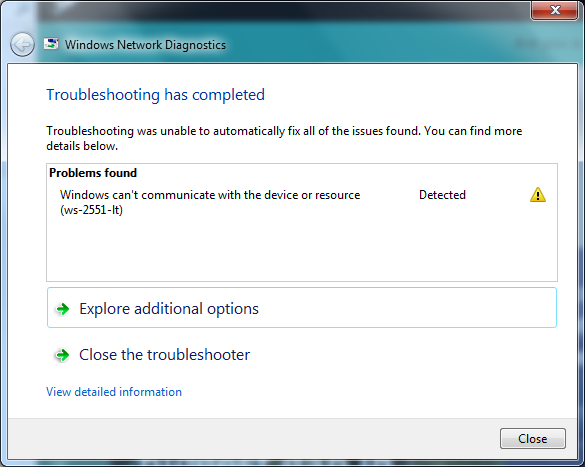 Windows Network Diagnostics
Troubleshooting has completed
Troubleshooting was unable to automatically fix all of the issues found. You can find more
details below.
Problems found
Windows can't communicate with the device or resource
(ws-2551-lt)
Detected
Explore additional options
Close the troubleshooter
View detailed information
Close